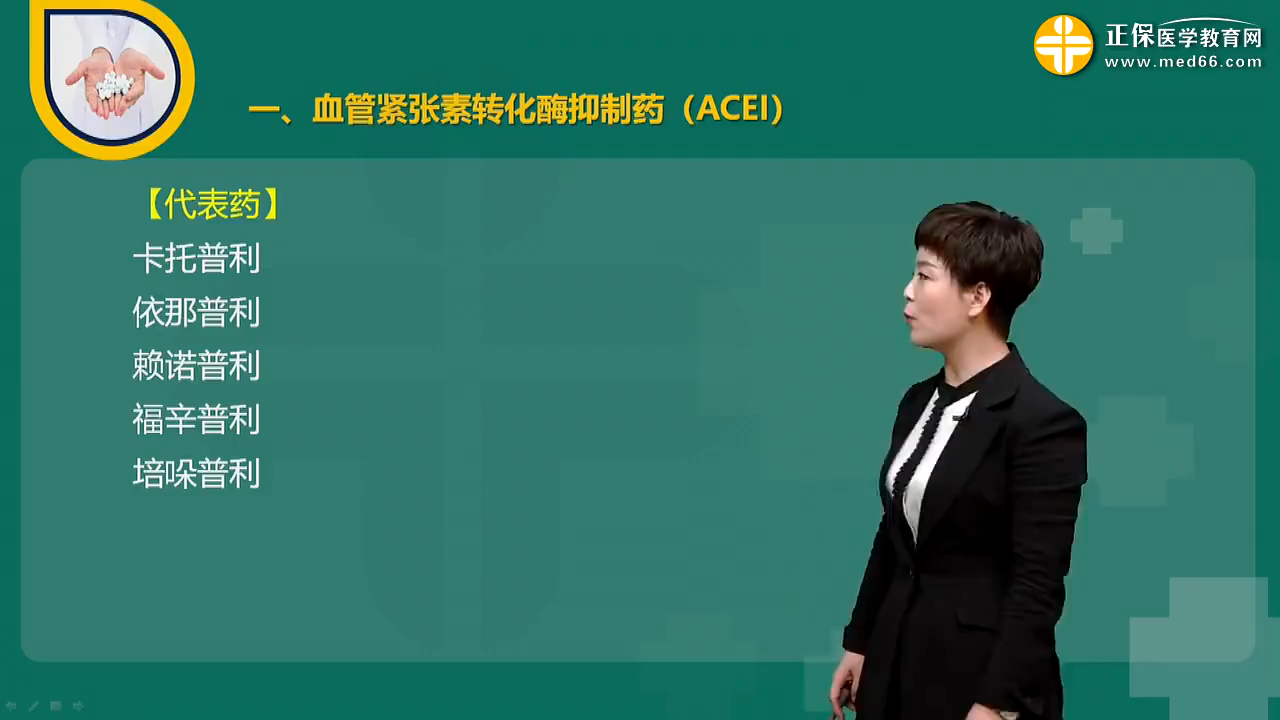 正保医学教育网
www.med66.com
一、血管紧张素转化酶抑制药（ACEI）
【代表药】
卡托普利
依那普利
赖诺普利
福辛普利
培哚普利